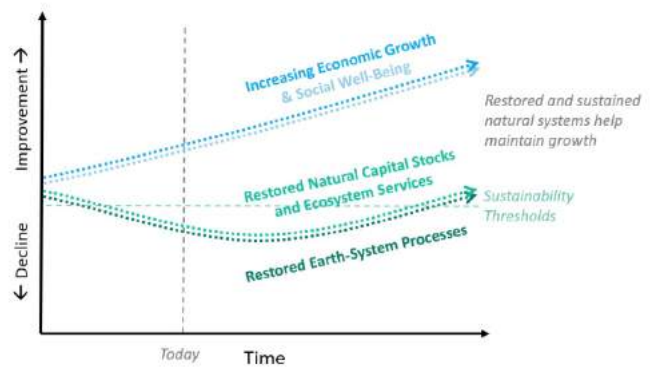 Increasing Economic Growth
& Social Well-Being
Improvement →
Restored and sustained
natural systems help
maintain growth
Restored Natural Capital Stocks
and Ecosystem Services
Sustainability
Thresholds
← Decline
Restored Earth-System Processes
Today
Time